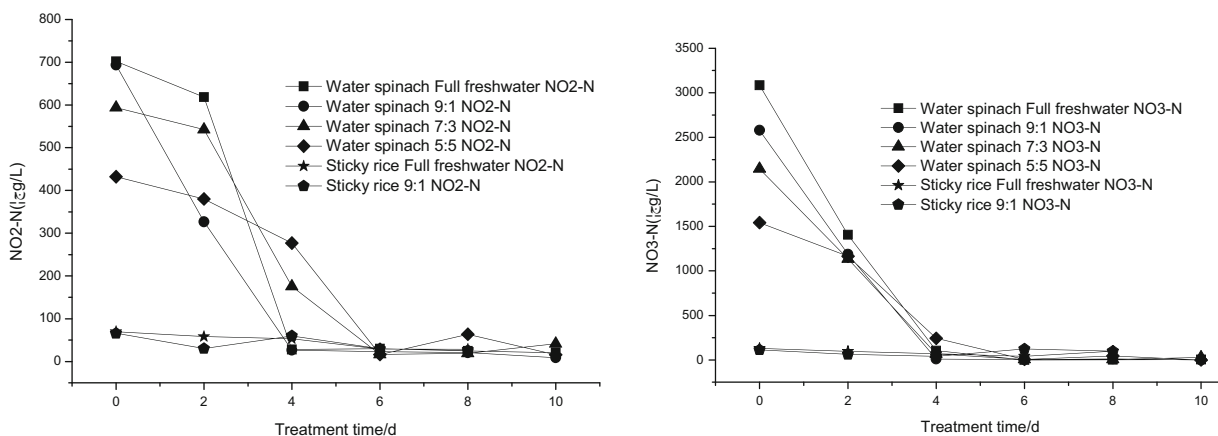 800
700
600
500
400
300
200
100
0
Water spinach Full freshwater NO2-N
Water spinach 9:1 NO2-N
Water spinach 7:3 NO2-N
Water spinach 5:5 NO2-N
Sticky rice Full freshwater NO2-N
Sticky rice 9:1 NO2-N
0 2 4 6 8 10
Treatment time/d
3500
3000
2500
2000
1500
1000
500
0
Water spinach Full freshwater NO3-N
Water spinach 9:1 NO3-N
Water spinach 7:3 NO3-N
Water spinach 5:5 NO3-N
Sticky rice Full freshwater NO3-N
Sticky rice 9:1 NO3-N
0 2 4 6 8 10
Treatment time/d